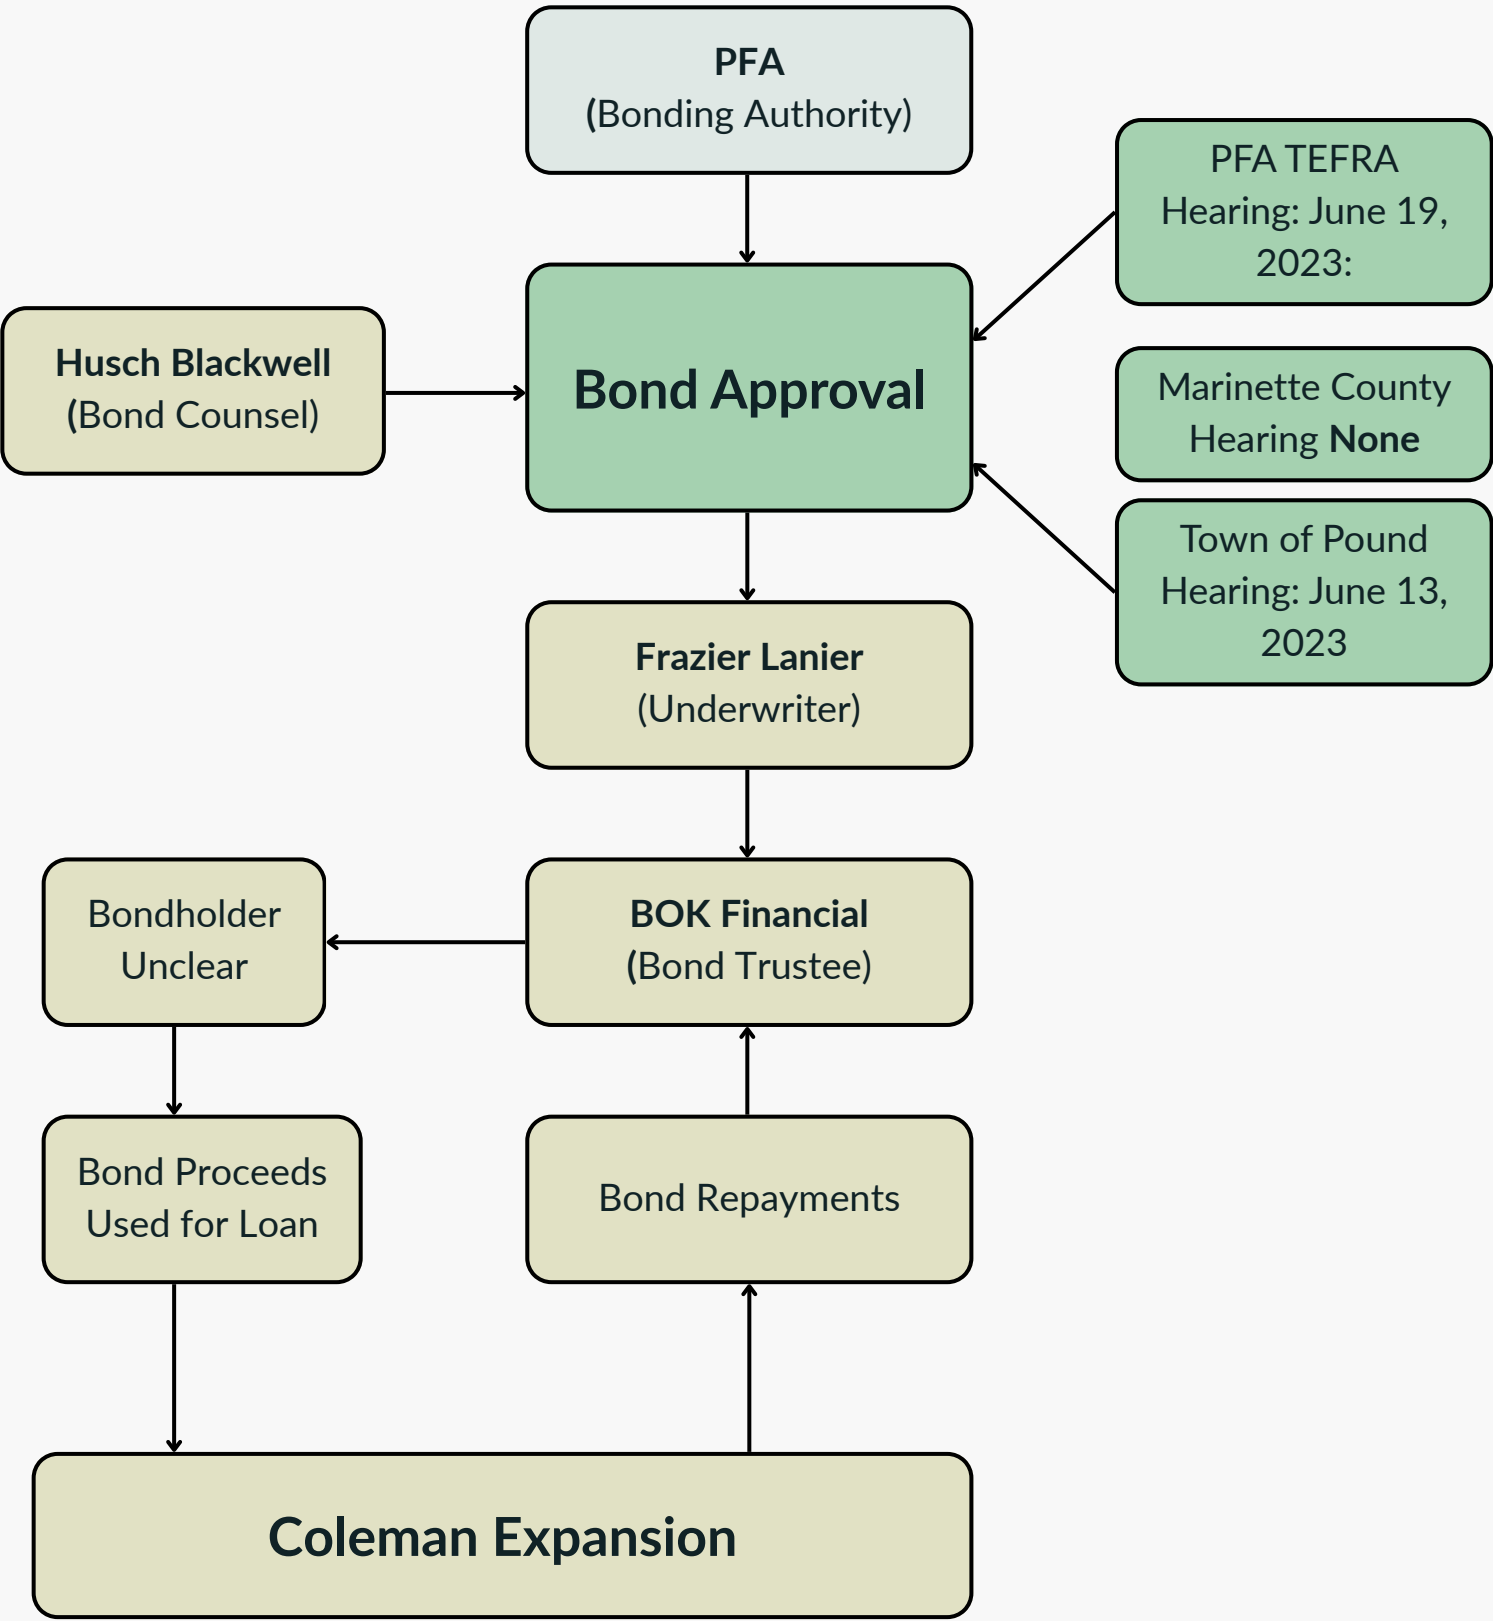 PFA
(Bonding Authority)
PFA TEFRA
Hearing: June 19,
2023:
Husch Blackwell
(Bond Counsel)
Bond Approval
Marinette County
Hearing None
Town of Pound
Hearing: June 13,
2023
Frazier Lanier
(Underwriter)
Bondholder
Unclear
BOK Financial
(Bond Trustee)
Bond Proceeds
Used for Loan
Bond Repayments
Coleman Expansion